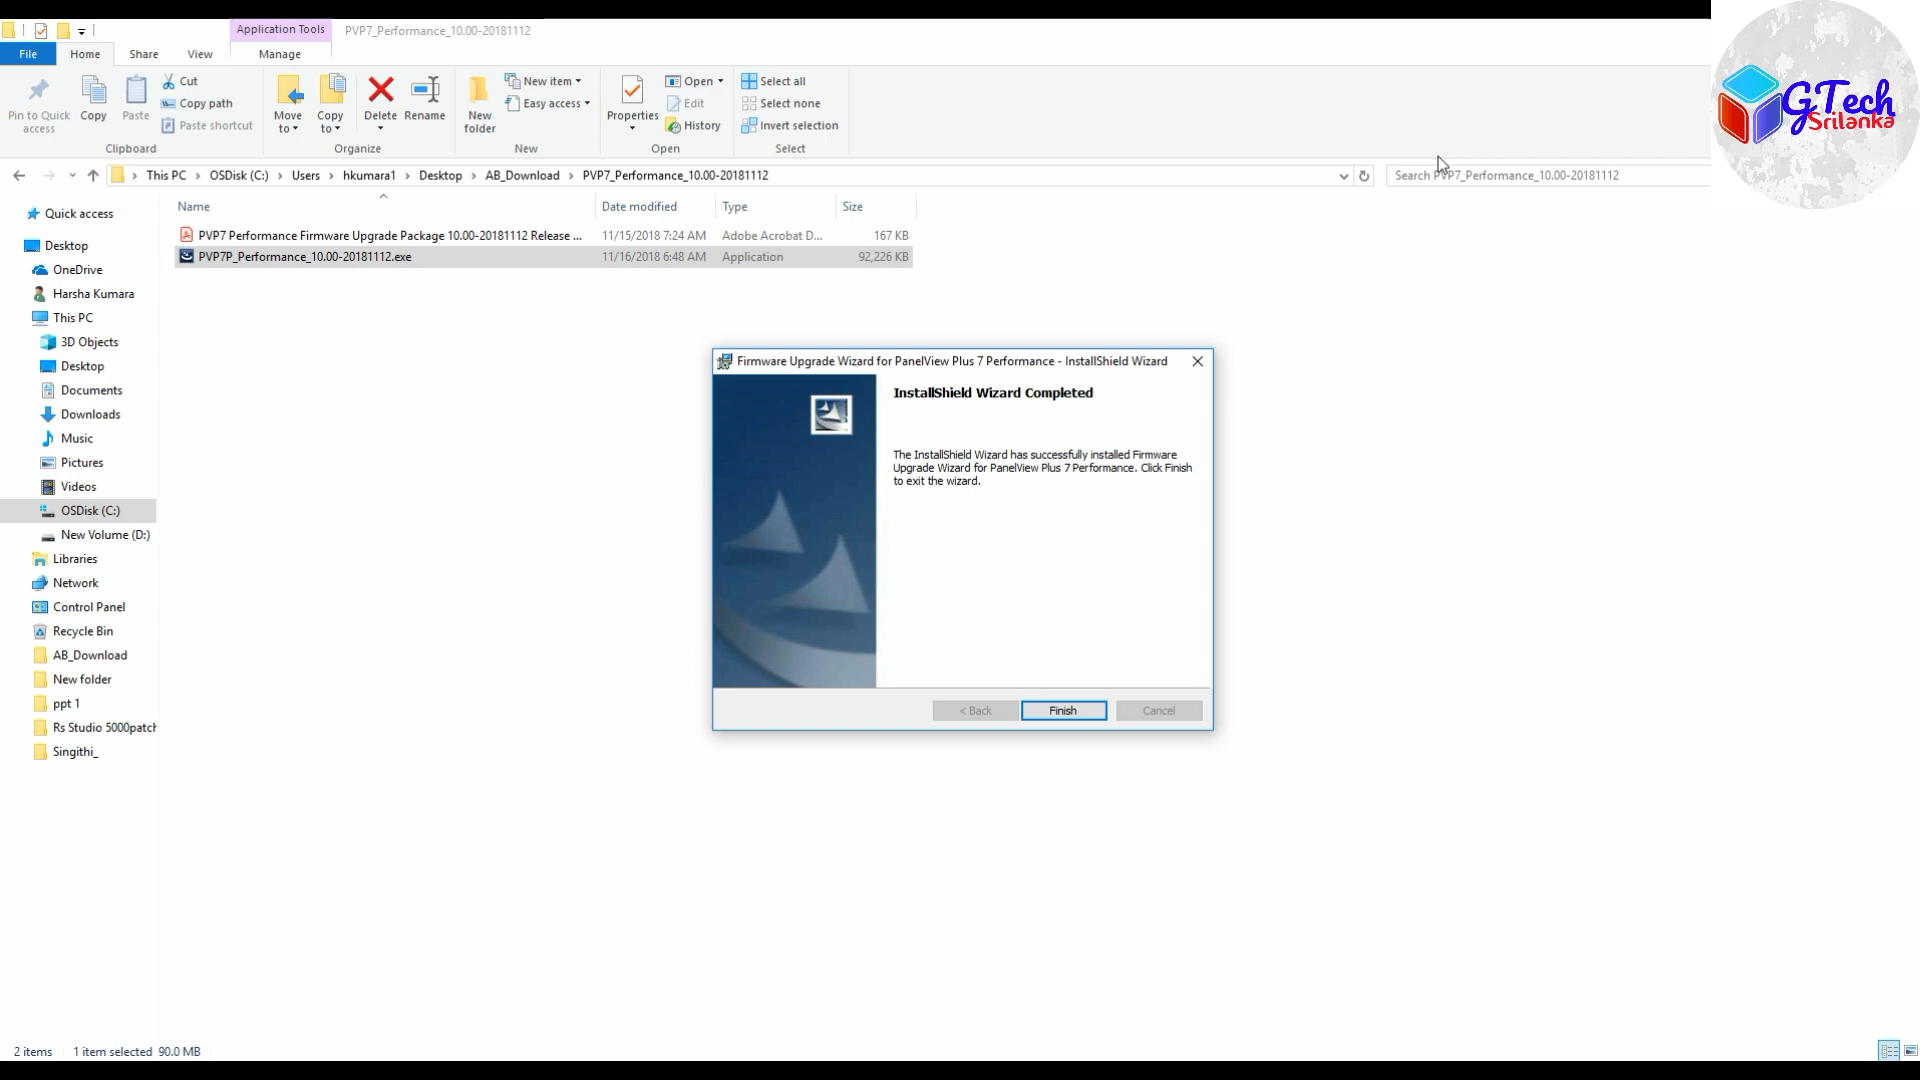 Application Tools
PVP7_Performance_10.00-20181112
File
Home
Share
View
Manage
Pin to Quick
access
Copy
Paste
Cut
Copy path
Paste shortcut
Clipboard
Move
to
Copy
to
Delete
Rename
Organize
New
folder
New item
Easy access
New
Properties
Open
Edit
History
Open
Select all
Select none
Invert selection
Select
GTech
Srilanka
This PC > OSDisk (C:) > Users > hkumara1 > Desktop > AB_Download > PVP7_Performance_10.00-20181112
Search PVP7_Performance_10.00-20181112
Name Date modified Type Size
PVP7 Performance Firmware Upgrade Package 10.00-20181112 Release ... 11/15/2018 7:24 AM Adobe Acrobat D... 167 KB
PVP7P_Performance_10.00-20181112.exe 11/16/2018 6:48 AM Application 92,226 KB
Quick access
Desktop
OneDrive
Harsha Kumara
This PC
3D Objects
Desktop
Documents
Downloads
Music
Pictures
Videos
OSDisk (C:)
New Volume (D:)
Libraries
Network
Control Panel
Recycle Bin
AB_Download
New folder
ppt 1
Rs Studio 5000patch
Singithi_
Firmware Upgrade Wizard for PanelView Plus 7 Performance - InstallShield Wizard
InstallShield Wizard Completed
The InstallShield Wizard has successfully installed Firmware
Upgrade Wizard for PanelView Plus 7 Performance. Click Finish
to exit the wizard.
< Back
Finish
Cancel
2 items 1 item selected 90.0 MB